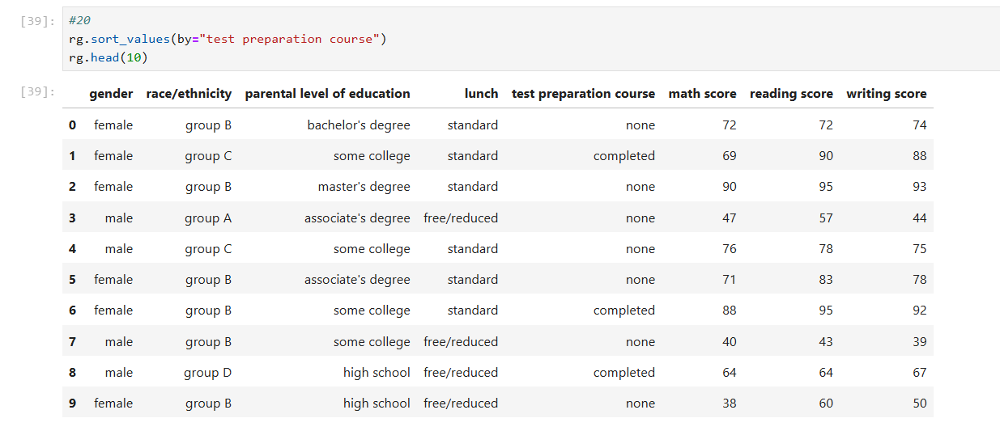 [39]: #20
rg.sort_values(by="test preparation course")
rg.head(10)
[39]: gender race/ethnicity parental level of education lunch test preparation course math score reading score writing score
0 female group B bachelor's degree standard none 72 72 74
1 female group C some college standard completed 69 90 88
2 female group B master's degree standard none 90 95 93
3 male group A associate's degree free/reduced none 47 57 44
4 male group C some college standard none 76 78 75
5 female group B associate's degree standard none 71 83 78
6 female group B some college standard completed 88 95 92
7 male group B some college free/reduced none 40 43 39
8 male group D high school free/reduced completed 64 64 67
9 female group B high school free/reduced none 38 60 50